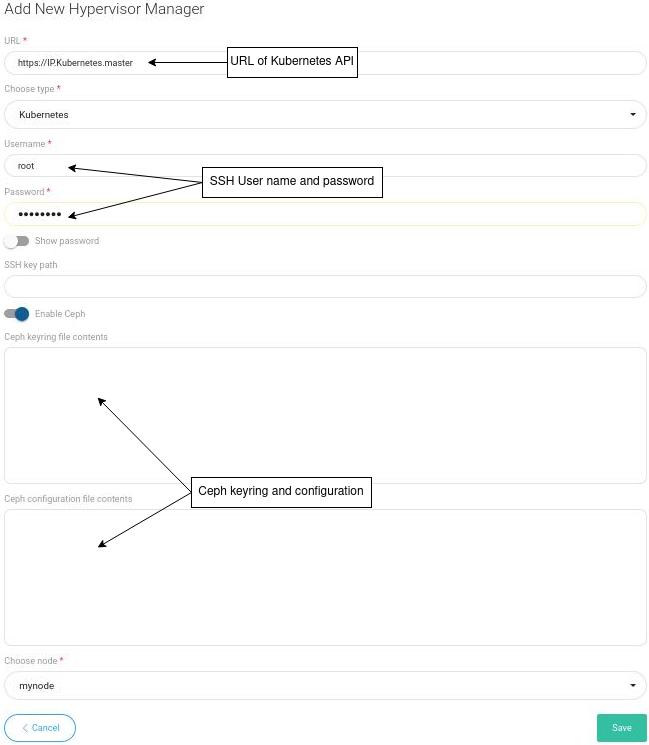 Add New Hypervisor Manager
URL *
https://IP.Kubernetes.master
URL of Kubernetes API
Choose type *
Kubernetes
Username *
root
SSH User name and password
Password *
••••••••
Show password
SSH key path
Enable Ceph
Ceph keyring file contents
Ceph keyring and configuration
Ceph configuration file contents
Choose node *
mynode
Cancel
Save